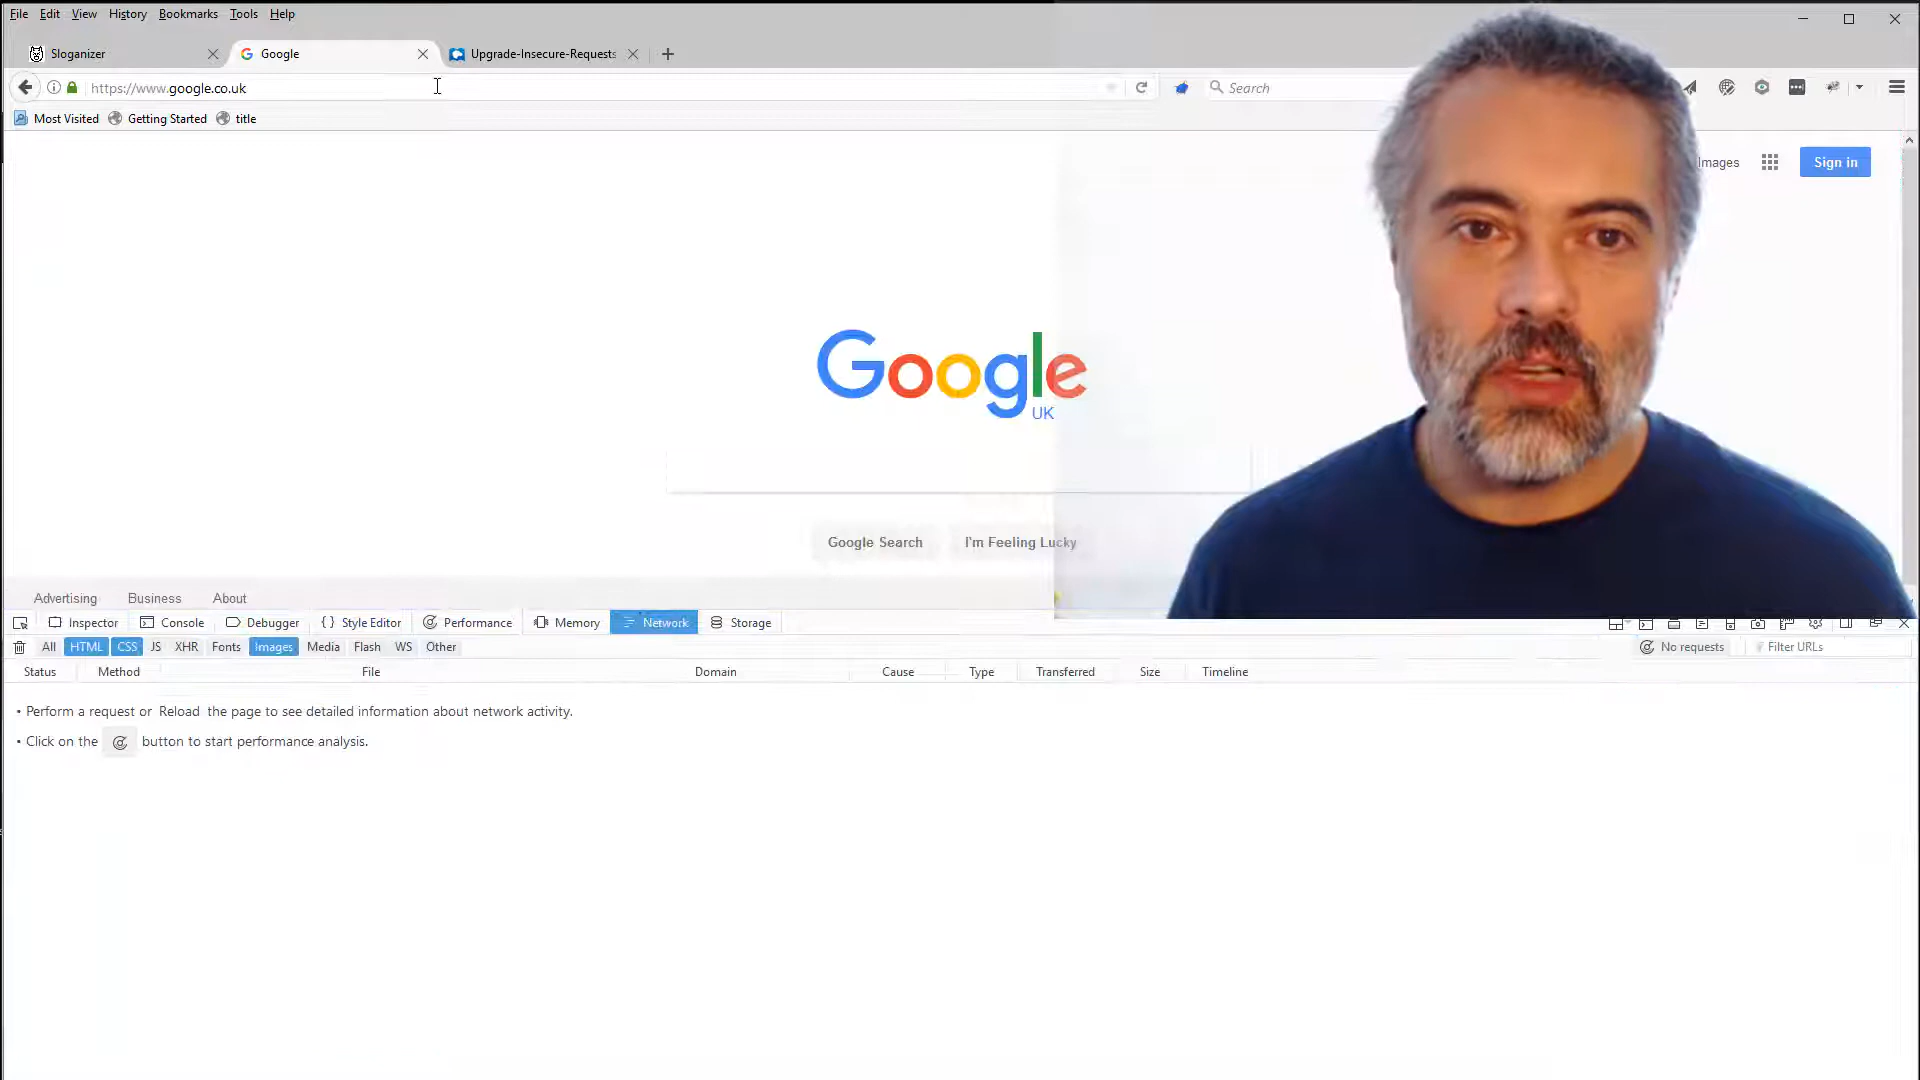 File Edit View History Bookmarks Tools Help
Sloganizer Google Upgrade-Insecure-Requests
https://www.google.co.uk Search
Most Visited Getting Started title
Images Sign in
Google
UK
Google Search I'm Feeling Lucky
Advertising Business About
Inspector Console Debugger {} Style Editor Performance Memory Network Storage
All HTML CSS JS XHR Fonts Images Media Flash WS Other No requests Filter URLs
Status Method File Domain Cause Type Transferred Size Timeline
• Perform a request or Reload the page to see detailed information about network activity.
• Click on the button to start performance analysis.